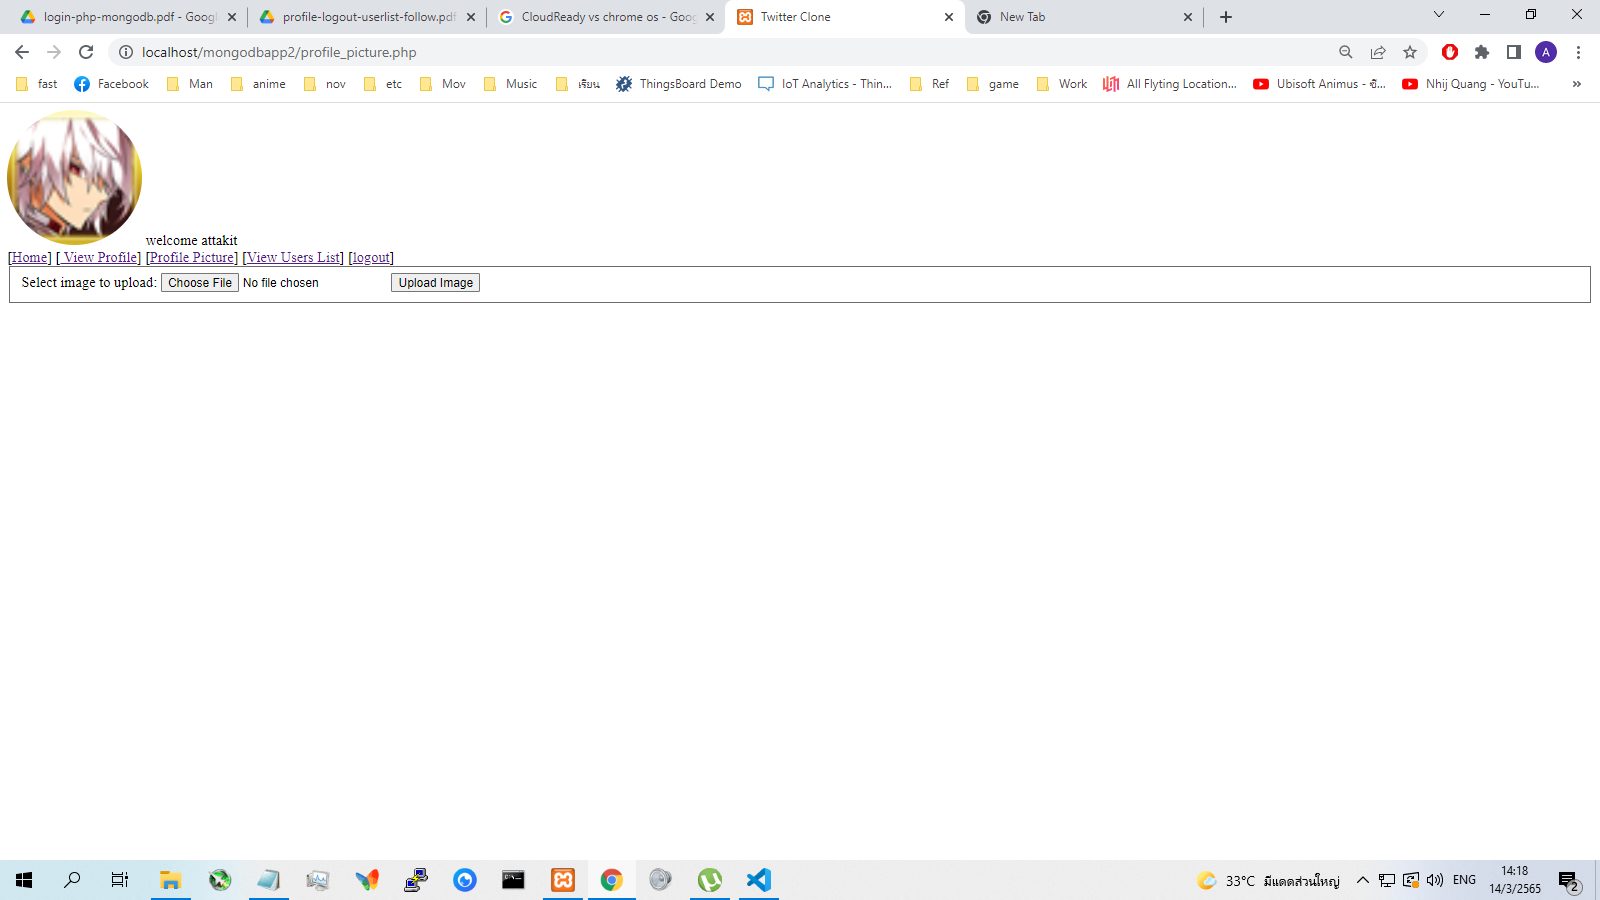 login-php-mongodb.pdf - Googl
profile-logout-userlist-follow.pdf
CloudReady vs chrome os - Goog
Twitter Clone
New Tab
localhost/mongodbapp2/profile_picture.php
A
fast
Facebook
Man
anime
nov
etc
Mov
Music
เรียน
ThingsBoard Demo
IoT Analytics - Thin...
Ref
game
Work
All Flyting Location...
Ubisoft Animus - ซี...
Nhij Quang - YouTu...
»
welcome attakit
[Home] [ View Profile] [Profile Picture] [View Users List] [logout]
Select image to upload: Choose File No file chosen Upload Image
33°C มีแดดส่วนใหญ่
ENG
14:18
14/3/2565
2